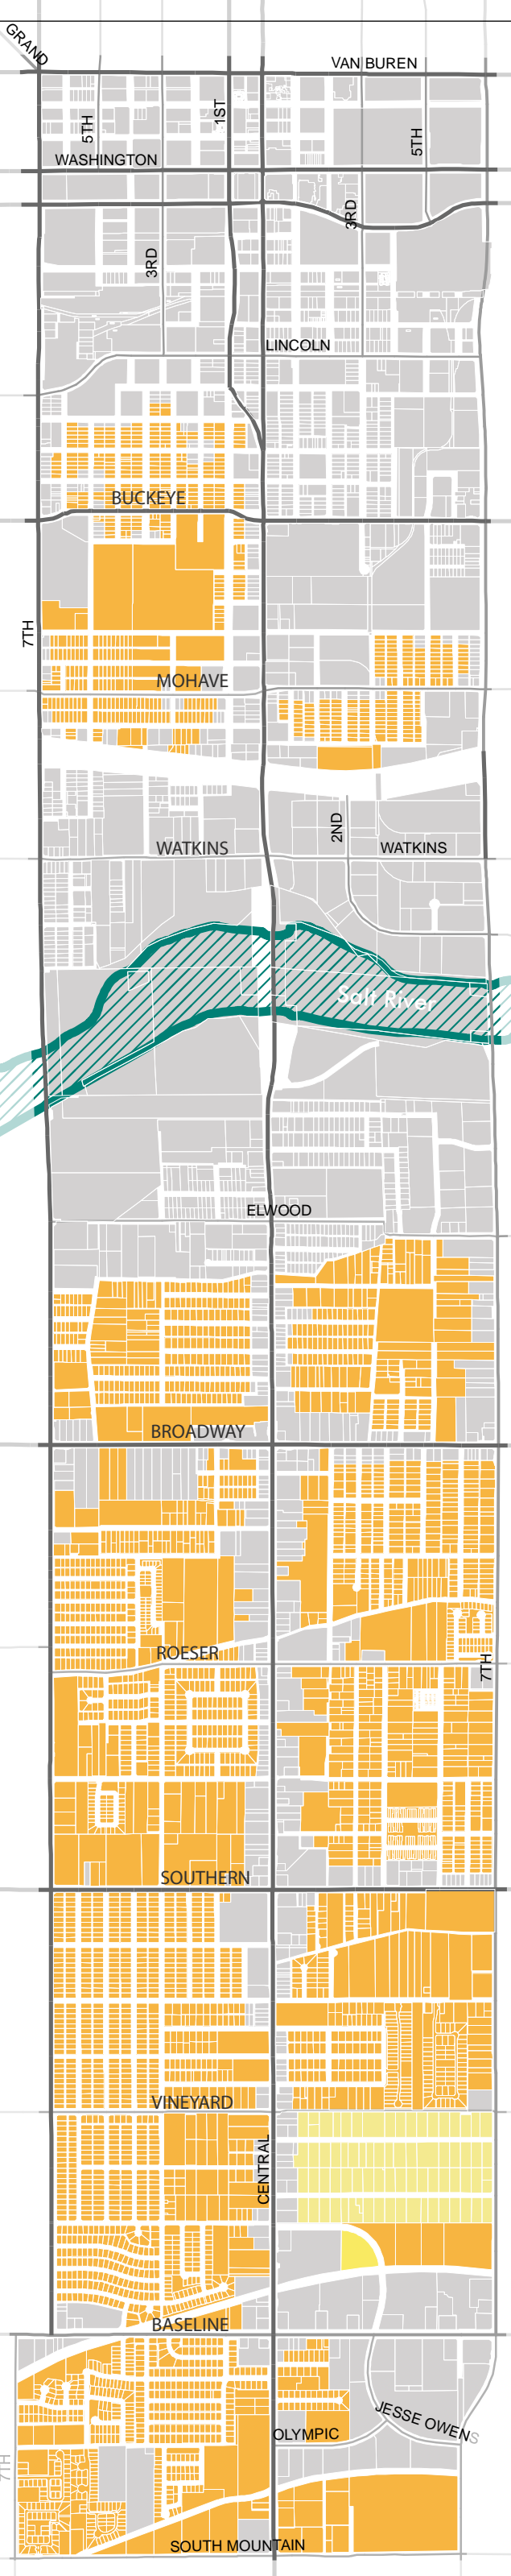 GRAND
VAN BUREN
5TH
1ST
5TH
WASHINGTON
3RD
3RD
LINCOLN
BUCKEYE
7TH
MOHAVE
2ND
WATKINS
WATKINS
Salt River
ELWOOD
BROADWAY
ROESER
7TH
SOUTHERN
VINEYARD
CENTRAL
BASELINE
JESSE OWENS
OLYMPIC
7TH
SOUTH MOUNTAIN